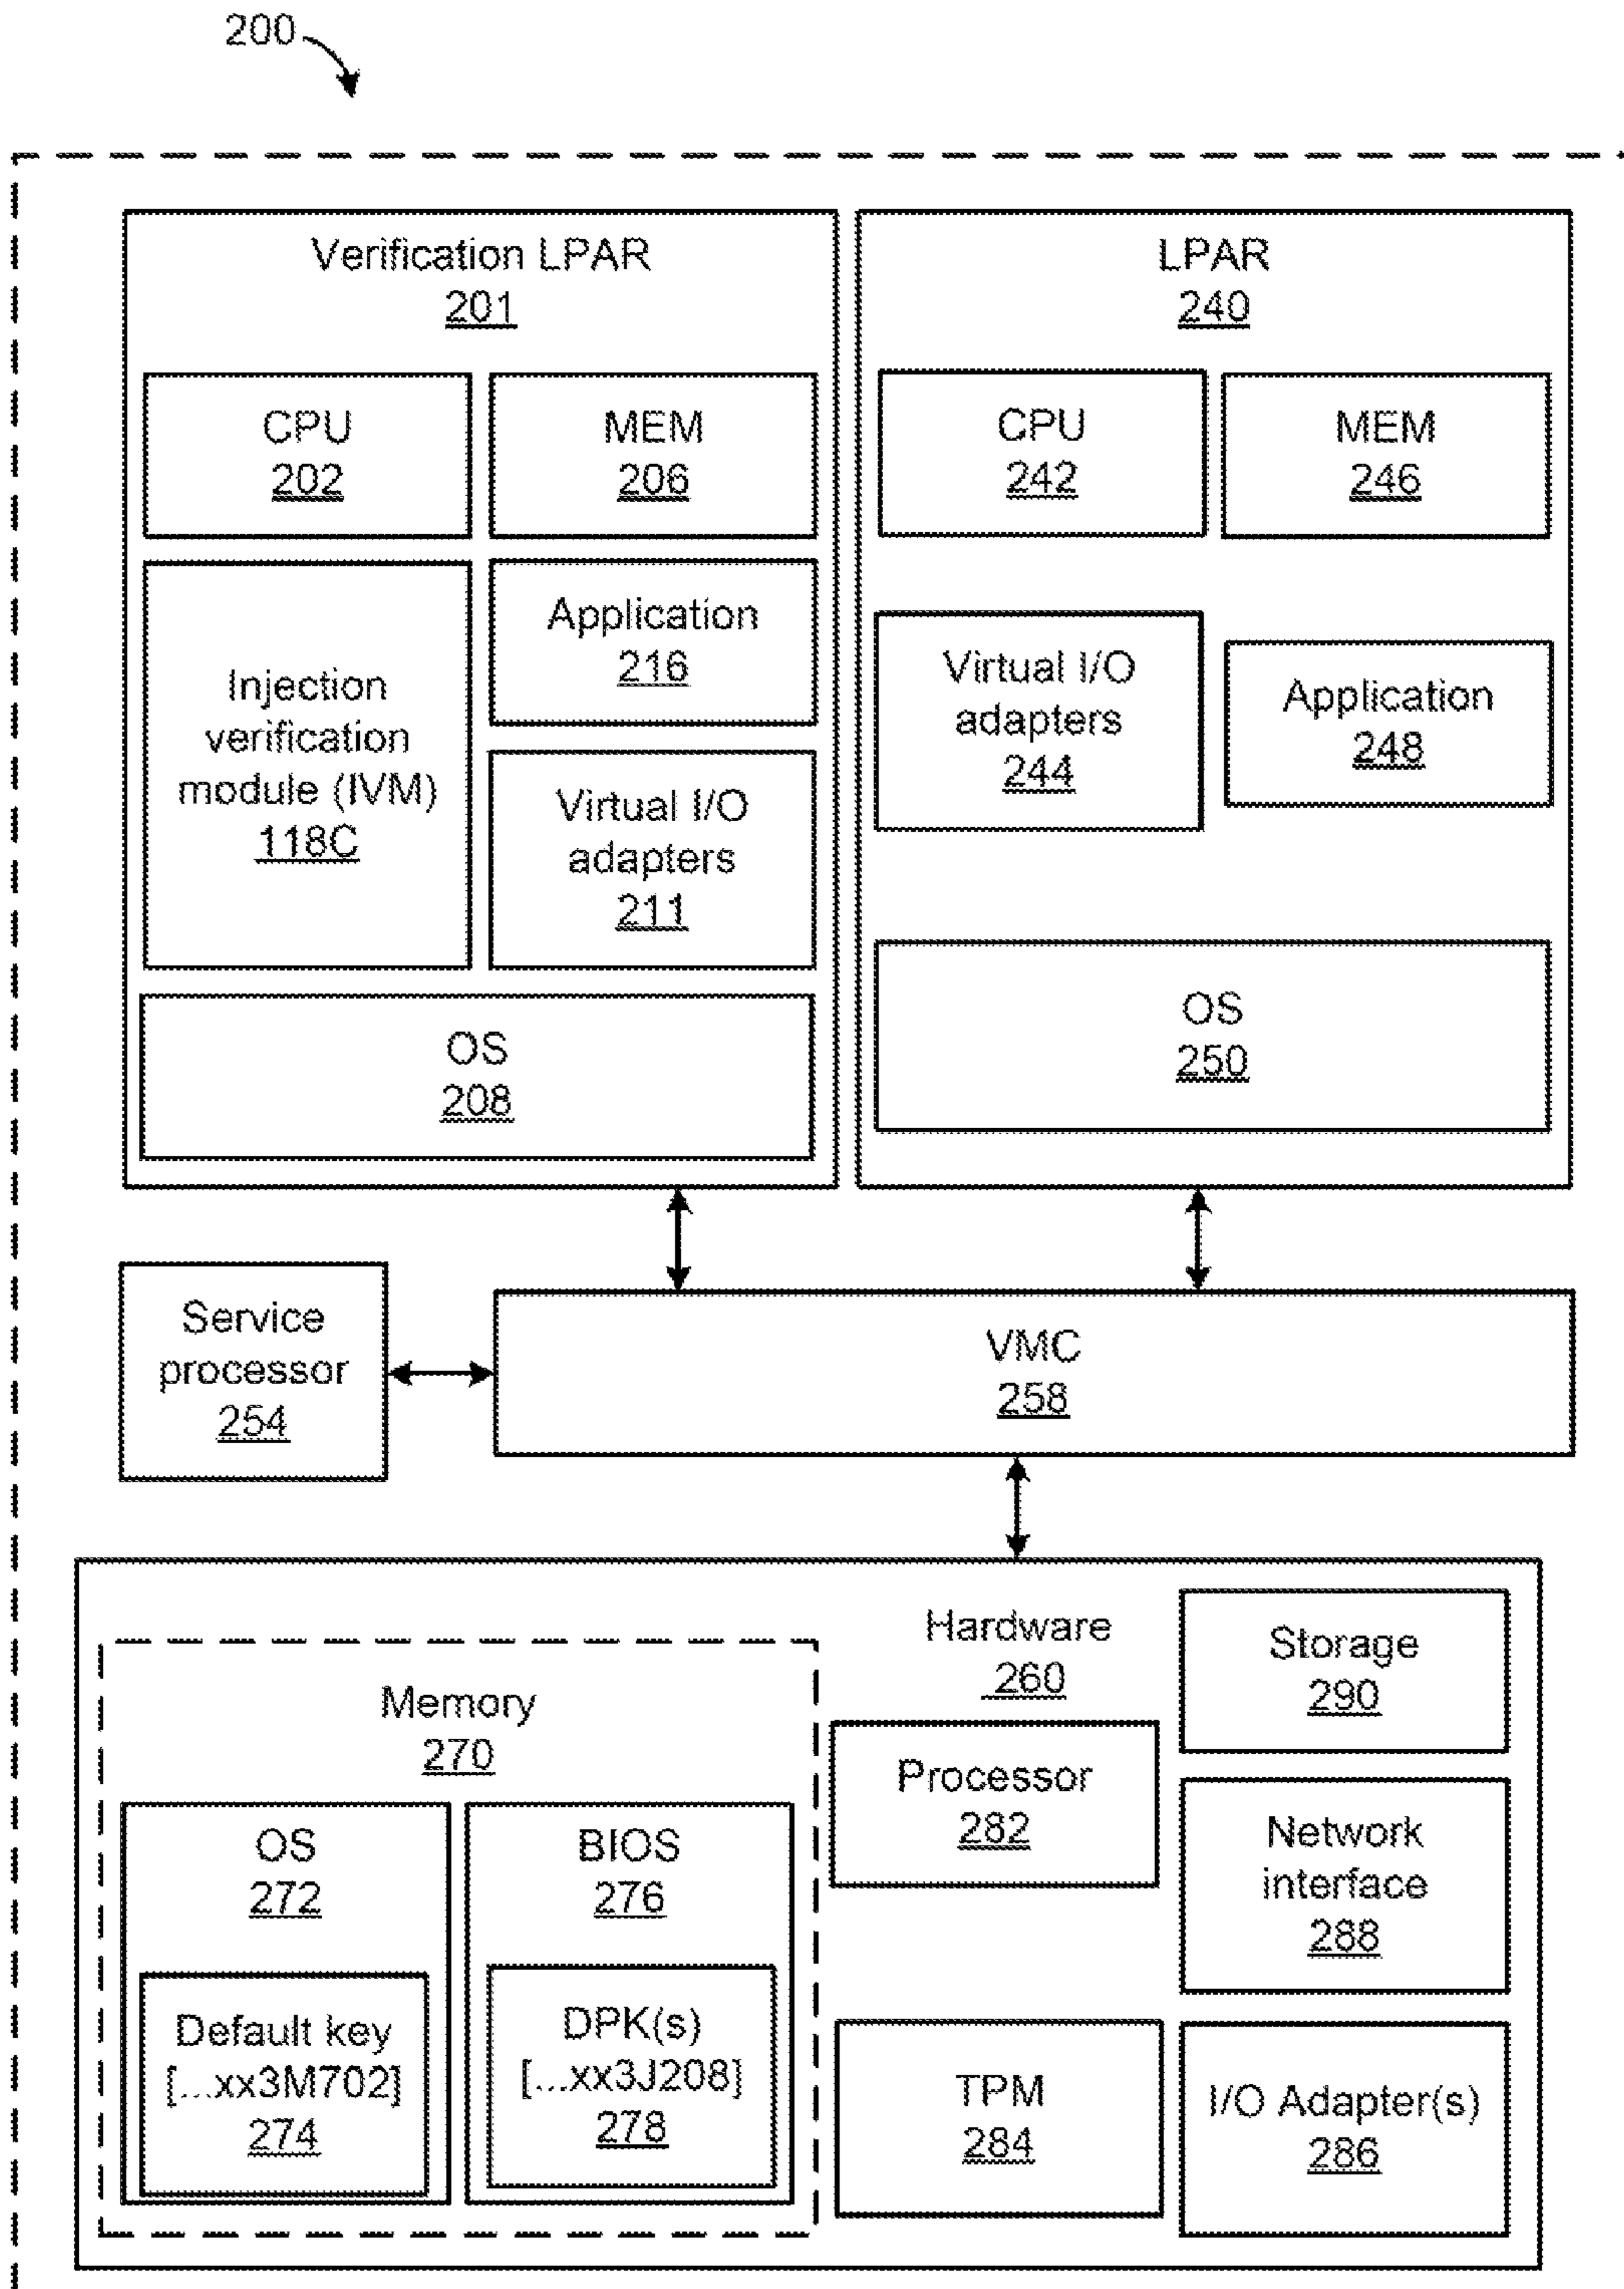 200
Verification LPAR
201
CPU
202
MEM
206
Injection
verification
module (IVM)
118C
Application
216
Virtual I/O
adapters
211
OS
208
LPAR
240
CPU
242
MEM
246
Virtual I/O
adapters
244
Application
248
OS
250
Service
processor
254
VMC
258
Hardware
260
Memory
270
OS
272
Default key
[...xx3M702]
274
BIOS
276
DPK(s)
[...xx3J208]
278
Processor
282
TPM
284
Storage
290
Network
interface
288
I/O Adapter(s)
286